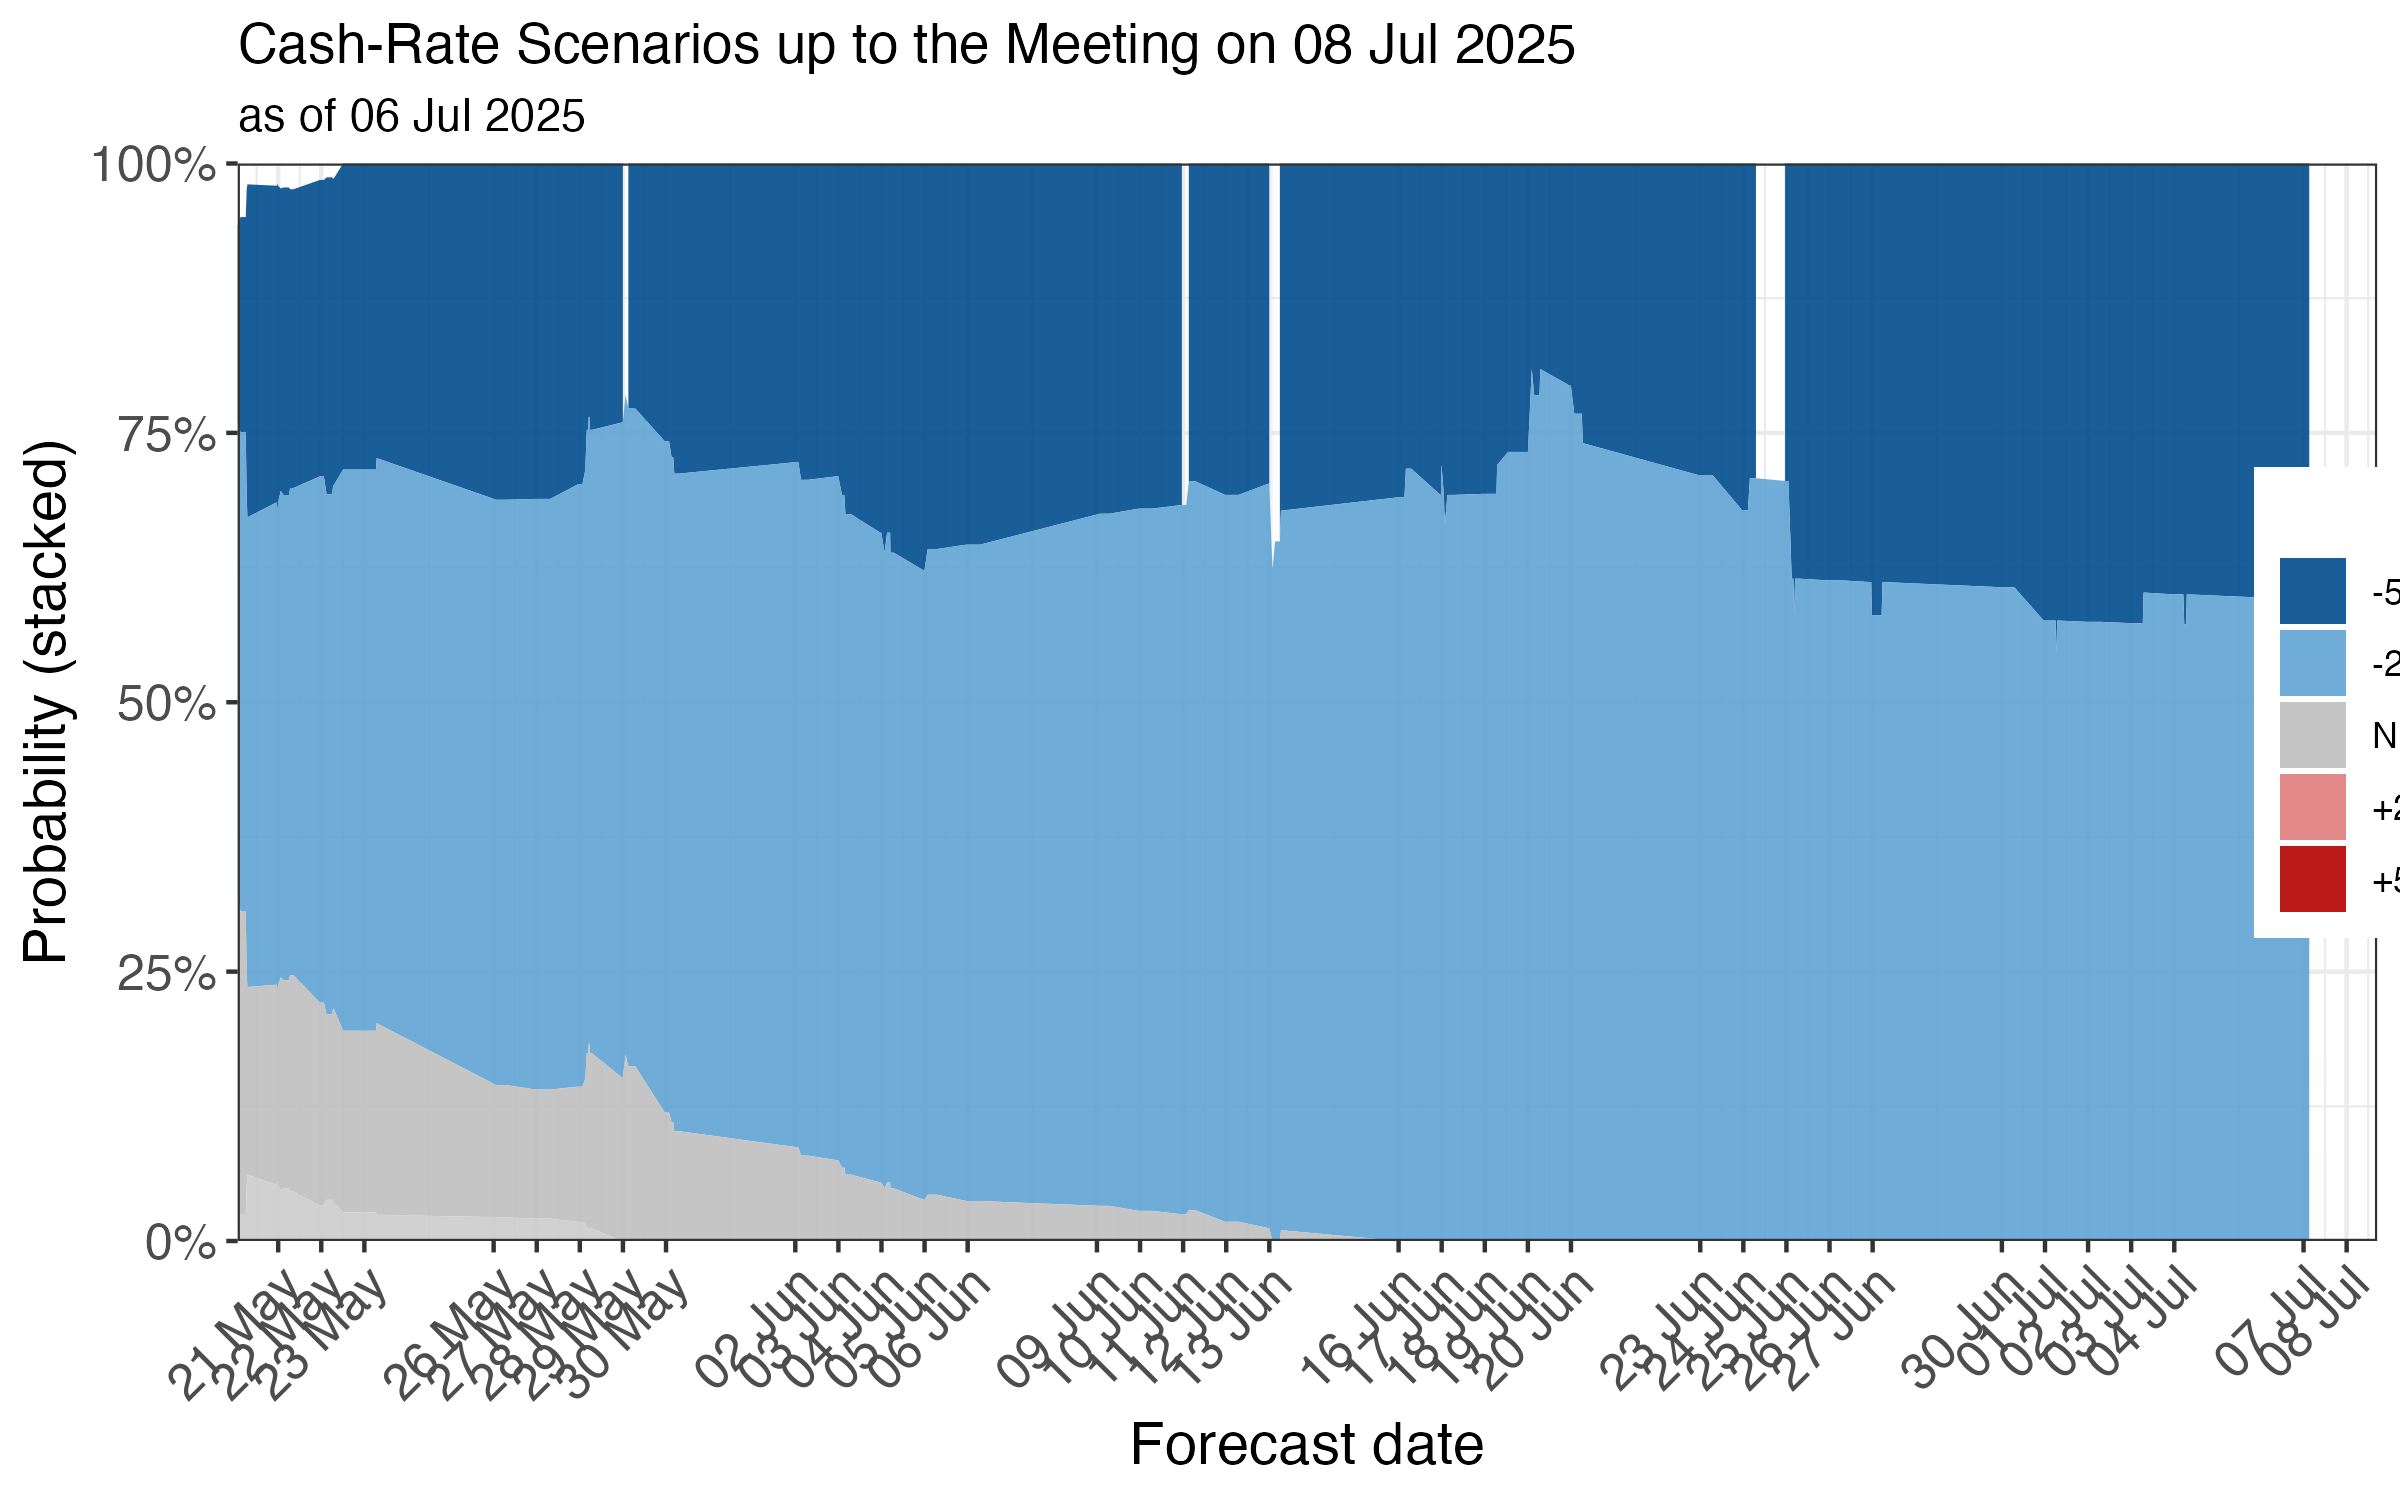 Cash-Rate Scenarios up to the Meeting on 08 Jul 2025
as of 06 Jul 2025
Probability (stacked)
100%
75%
50%
25%
0%
-5
-2
N
+2
+5
21 May
22 May
23 May
26 May
27 May
28 May
29 May
30 May
02 Jun
03 Jun
04 Jun
05 Jun
06 Jun
09 Jun
10 Jun
11 Jun
12 Jun
13 Jun
16 Jun
17 Jun
18 Jun
19 Jun
20 Jun
23 Jun
24 Jun
25 Jun
26 Jun
27 Jun
30 Jun
01 Jul
02 Jul
03 Jul
04 Jul
07 Jul
08 Jul
Forecast date